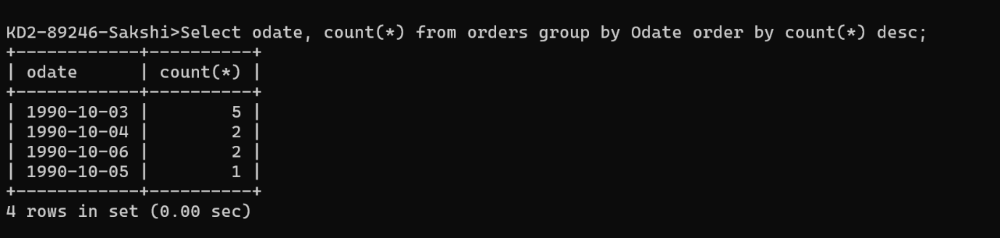 KD2-89246-Sakshi>Select odate, count(*) from orders group by Odate order by count(*) desc;
+------------+----------+
| odate      | count(*) |
+------------+----------+
| 1990-10-03 |        5 |
| 1990-10-04 |        2 |
| 1990-10-06 |        2 |
| 1990-10-05 |        1 |
+------------+----------+
4 rows in set (0.00 sec)